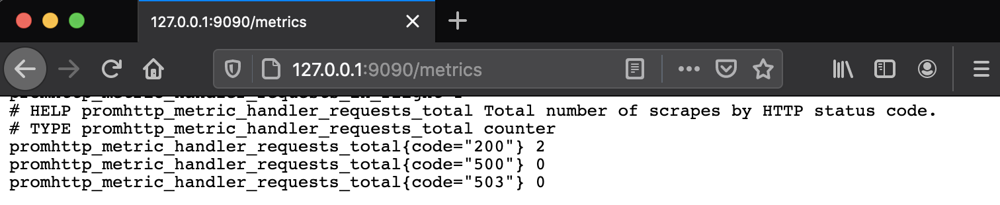 127.0.0.1:9090/metrics
127.0.0.1:9090/metrics
# HELP promhttp_metric_handler_requests_total Total number of scrapes by HTTP status code.
# TYPE promhttp_metric_handler_requests_total counter
promhttp_metric_handler_requests_total{code="200"} 2
promhttp_metric_handler_requests_total{code="500"} 0
promhttp_metric_handler_requests_total{code="503"} 0